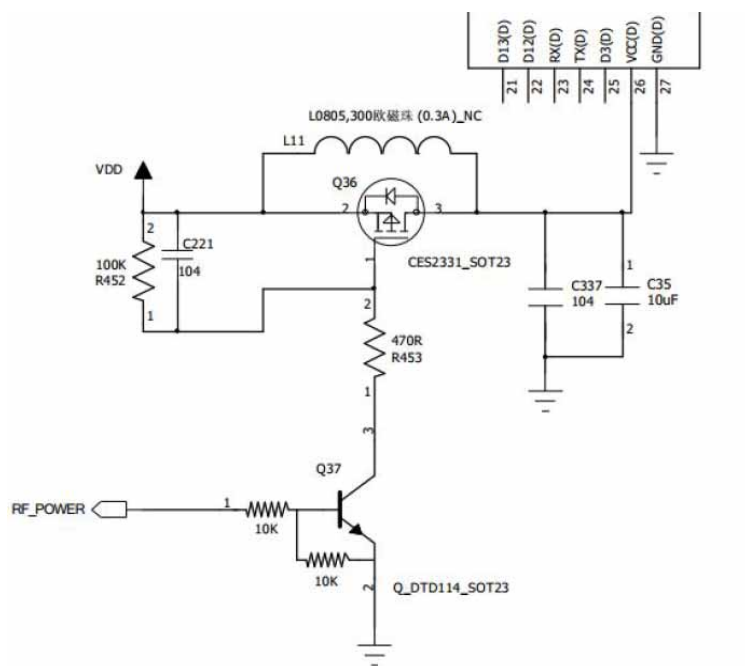 D13(D)
D12(D)
RX(D)
TX(D)
D3(D)
VCC(D)
GND(D)
21
22
23
24
25
26
27
L0805,300欧磁珠 (0.3A)_NC
L11
VDD
Q36
2
3
2
C221
104
100K
R452
1
1
CES2331_SOT23
2
C337
104
1
C35
10uF
2
470R
R453
1
3
Q37
RF_POWER
1
10K
10K
2
Q_DTD114_SOT23